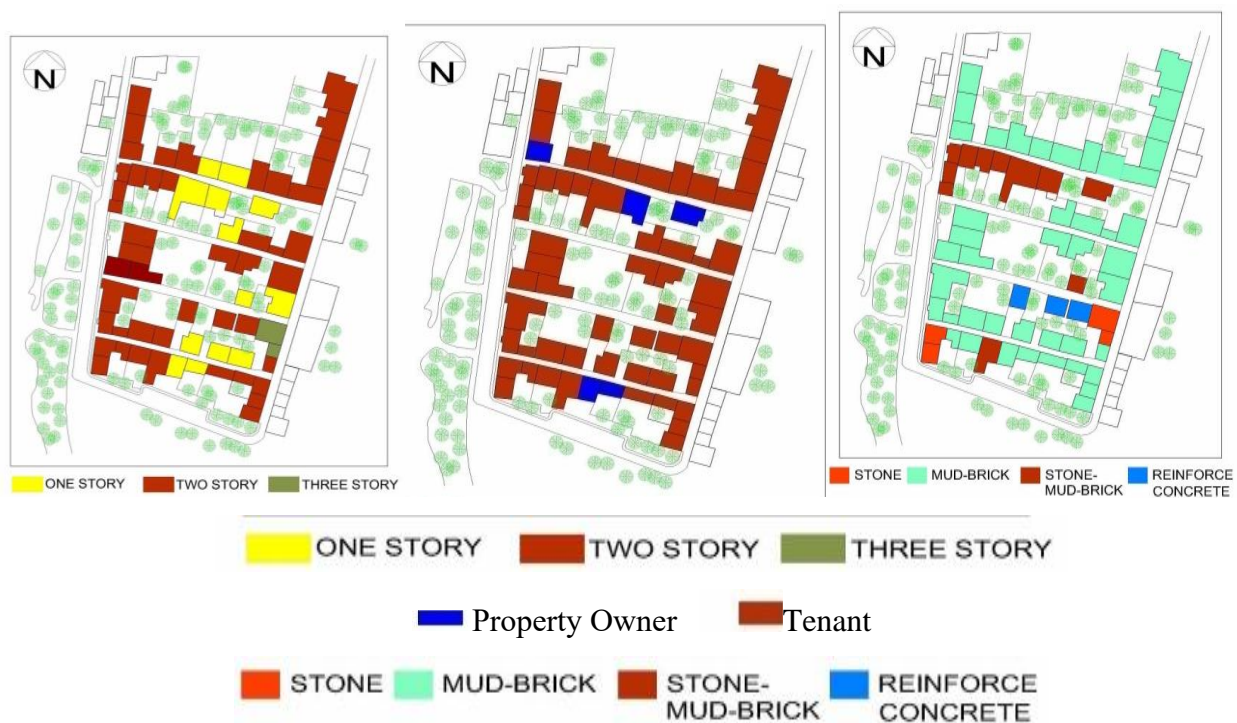 N
N
N
ONE STORY TWO STORY THREE STORY
STONE MUD-BRICK STONE-
MUD-BRICK REINFORCE
CONCRETE
ONE STORY TWO STORY THREE STORY
Property Owner Tenant
STONE MUD-BRICK STONE-
MUD-BRICK REINFORCE
CONCRETE